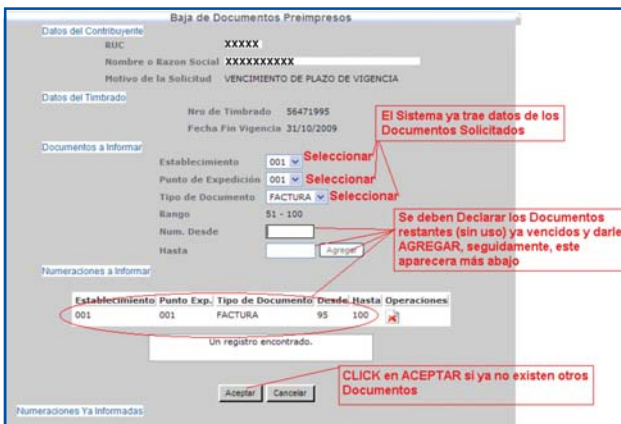 Baja de Documentos Preimpresos
Datos del Contribuyente
RUC XXXXX
Nombre o Razon Social XXXXXXXXXX
Motivo de la Solicitud VENCIMIENTO DE PLAZO DE VIGENCIA
Datos del Timbrado
Nro de Timbrado 56471995
Fecha Fin Vigencia 31/10/2009
El Sistema ya trae datos de los
Documentos Solicitados
Documentos a Informar
Establecimiento 001 Seleccionar
Punto de Expedición 001 Seleccionar
Tipo de Documento FACTURA Seleccionar
Rango 51 - 100
Num. Desde
Hasta Agregar
Se deben Declarar los Documentos
restantes (sin uso) ya vencidos y darle
AGREGAR, seguidamente, este
aparecera más abajo
Numeraciones a Informar
Establecimiento Punto Exp. Tipo de Documento Desde Hasta Operaciones
001 001 FACTURA 95 100
Un registro encontrado.
CLICK en ACEPTAR si ya no existen otros
Documentos
Aceptar Cancelar
Numeraciones Ya Informadas